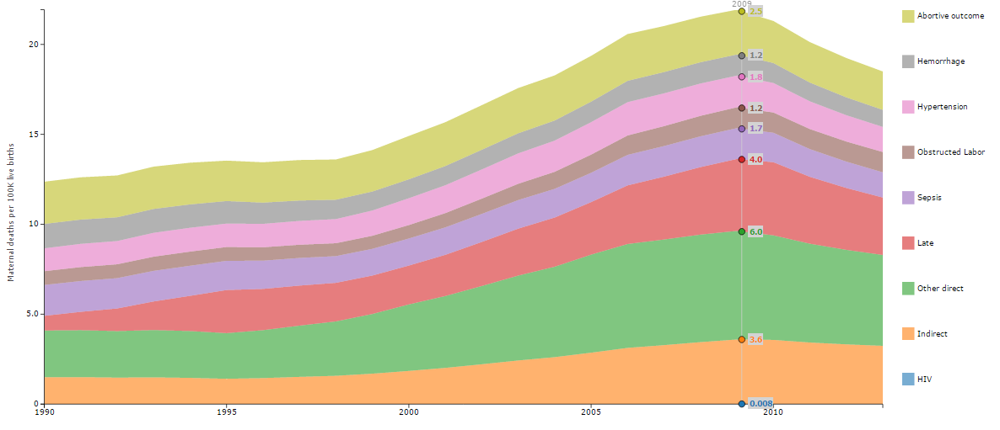 2009
2.5
Abortive outcome
20
1.2
Hemorrhage
1.8
Hypertension
1.2
15
1.7
Obstructed Labor
4.0
Sepsis
10
6.0
Late
Maternal deaths per 100K live births
5.0
Other direct
3.6
Indirect
HIV
0
0.008
1990
1995
2000
2005
2010